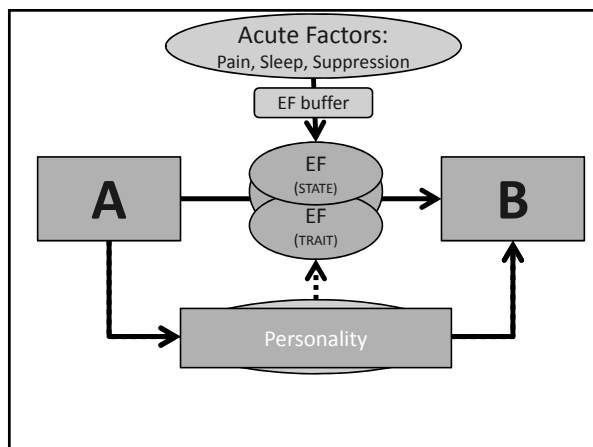 Acute Factors:
Pain, Sleep, Suppression
EF buffer
EF
(STATE)
A
B
EF
(TRAIT)
Personality